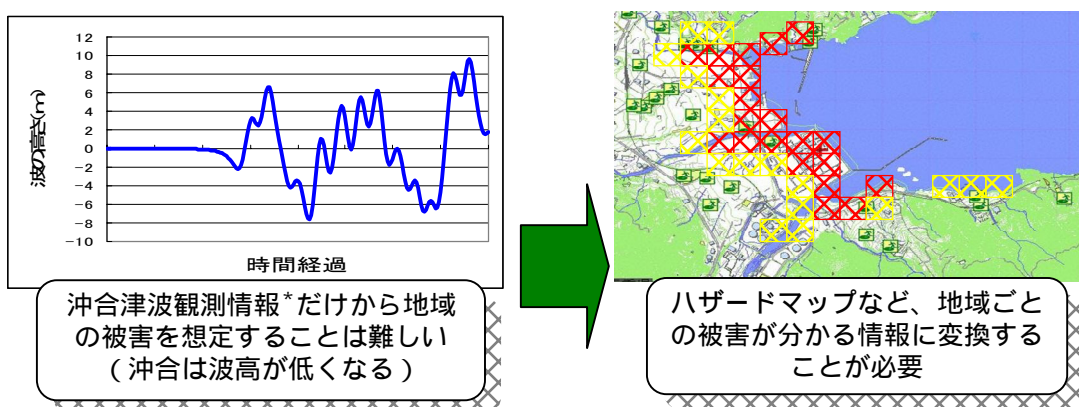 12
10
8
6
4
2
0
-2
-4
-6
-8
-10
波の高さ(m)
時間経過
沖合津波観測情報*だけから地域
の被害を想定することは難しい
(沖合は波高が低くなる)
ハザードマップなど、地域ごと
の被害が分かる情報に変換する
ことが必要